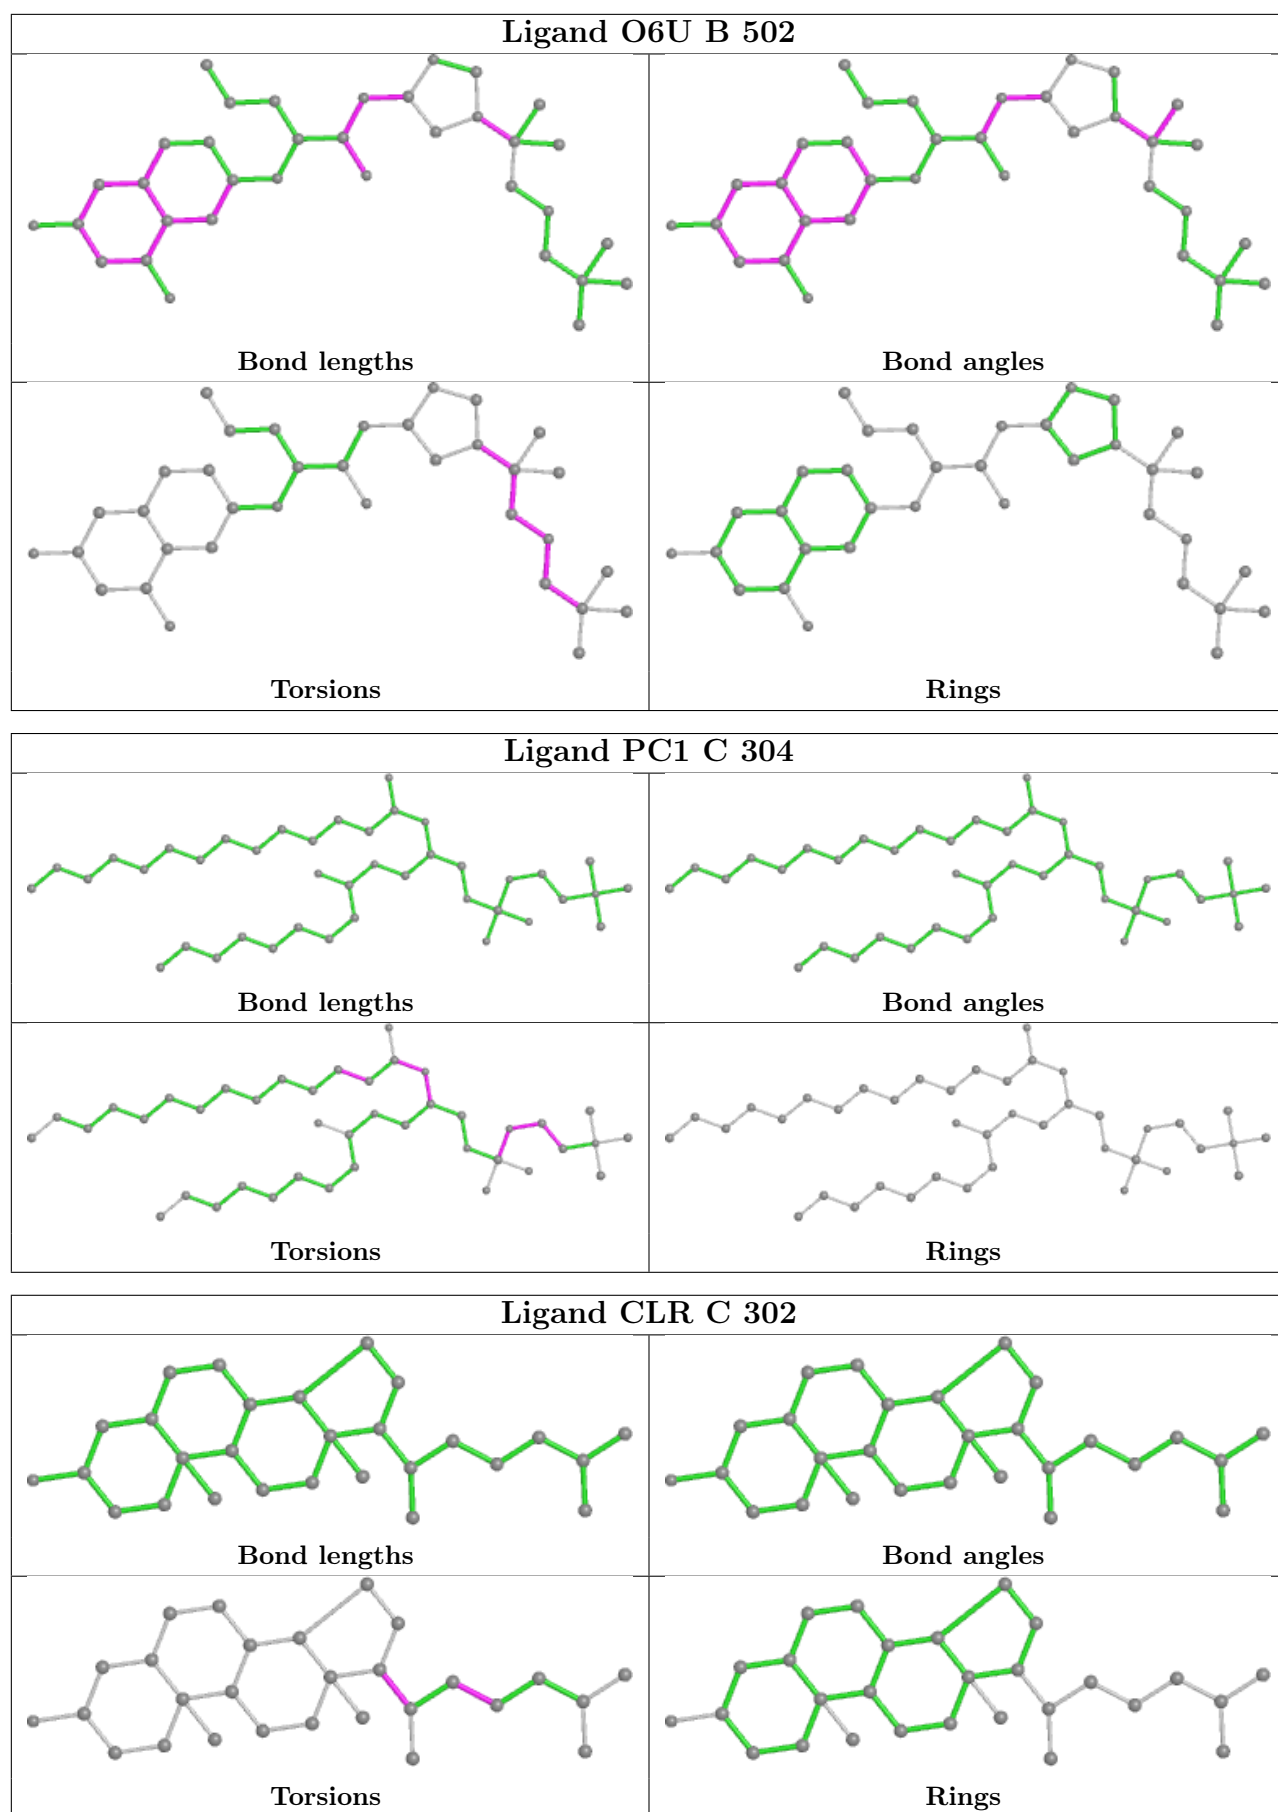 Ligand O6U B 502
Bond lengths
Bond angles
Torsions
Rings
Ligand PC1 C 304
Bond lengths
Bond angles
Torsions
Rings
Ligand CLR C 302
Bond lengths
Bond angles
Torsions
Rings